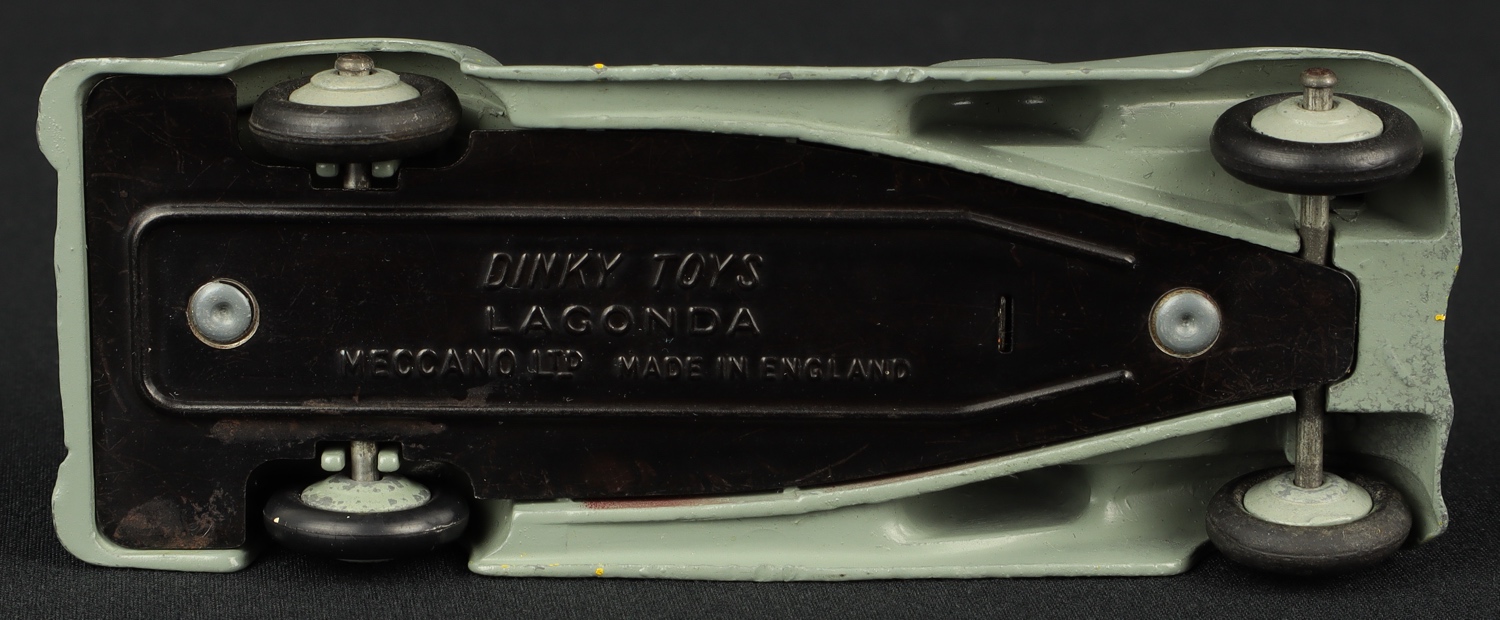 DINKY TOYS
LAGONDA
MECCANO LTD MADE IN ENGLAND